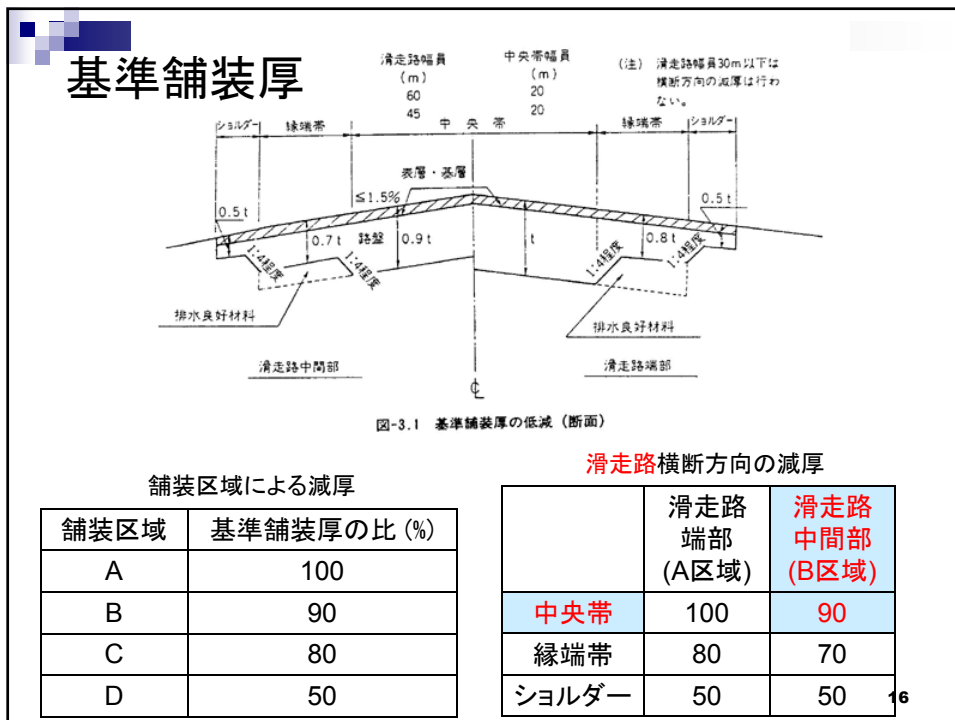 基準舗装厚
滑走路幅員 中央帯幅員
(m) (m)
60 20
45 20
(注) 滑走路幅員30m以下は
横断方向の減厚は行わ
ない。
ショルダー 縁端帯 中央帯 縁端帯 ショルダー
表層・基層
≤1.5%
0.5t 0.5t
0.7t 路盤 0.9t t 0.8t
1:4程度 1:4程度 1:4程度 1:4程度
排水良好材料 排水良好材料
滑走路中間部 滑走路端部
℄
図-3.1 基準舗装厚の低減(断面)
舗装区域による減厚
舗装区域 基準舗装厚の比(%)
A 100
B 90
C 80
D 50
滑走路横断方向の減厚
滑走路 滑走路
端部 中間部
(A区域) (B区域)
中央帯 100 90
縁端帯 80 70
ショルダー 50 50
16